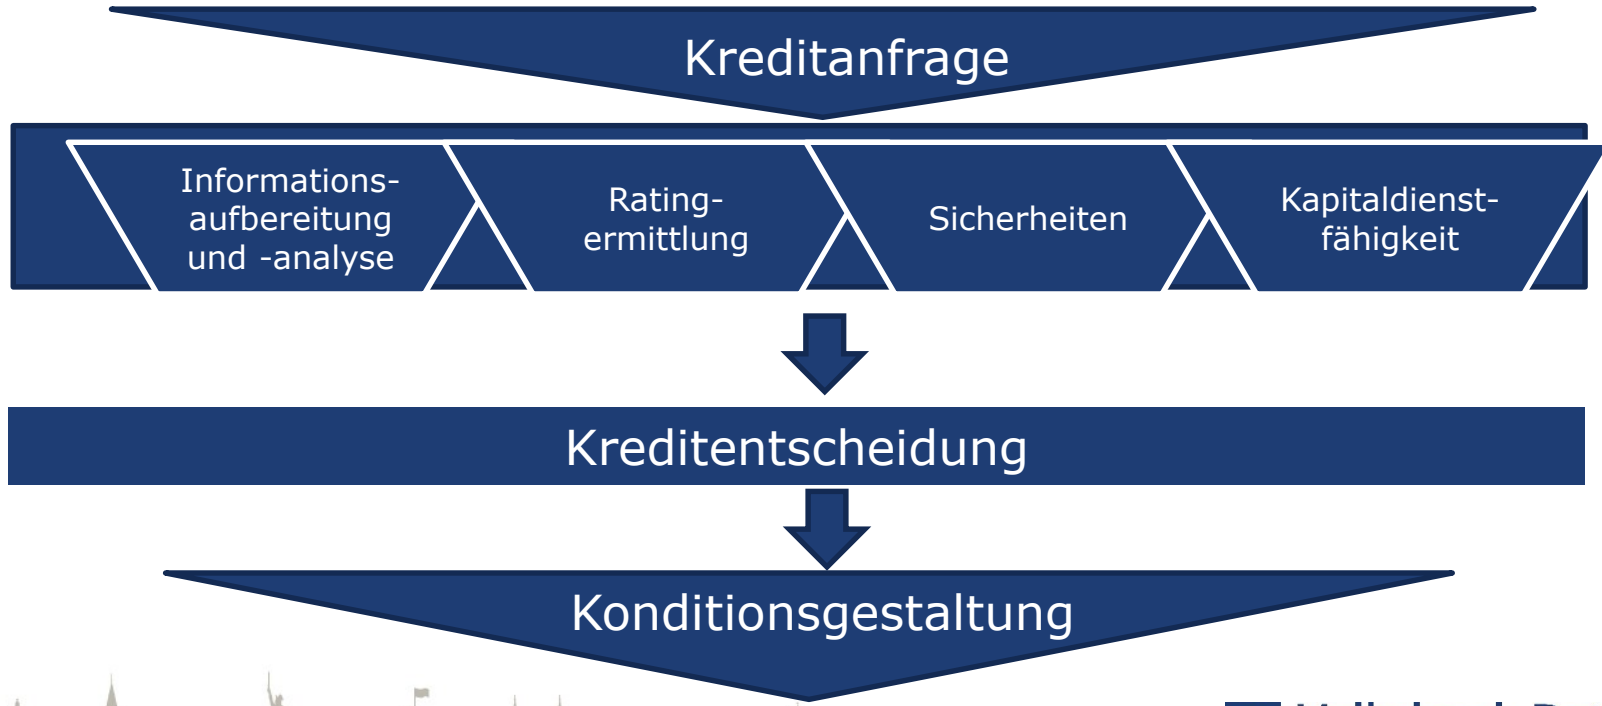 Kreditanfrage
Informations-
aufbereitung
und -analyse
Rating-
ermittlung
Sicherheiten
Kapitaldienst-
fähigkeit
Kreditentscheidung
Konditionsgestaltung